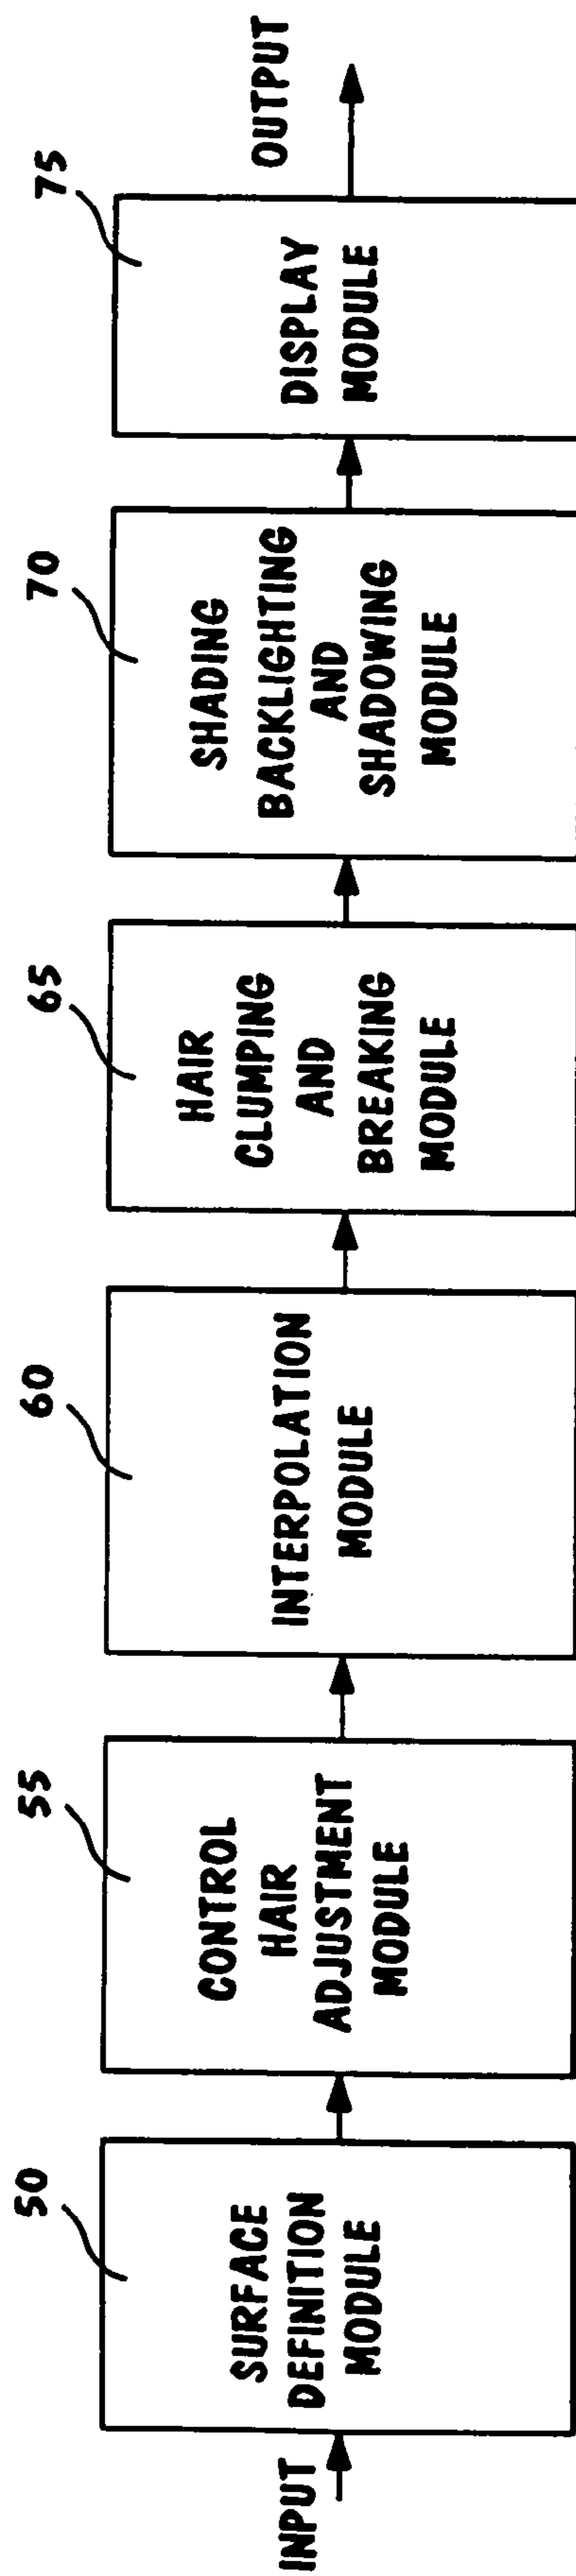 INPUT
50
SURFACE
DEFINITION
MODULE
55
CONTROL
HAIR
ADJUSTMENT
MODULE
60
INTERPOLATION
MODULE
65
HAIR
CLUMPING
AND
BREAKING
MODULE
70
SHADING
BACKLIGHTING
AND
SHADOWING
MODULE
75
DISPLAY
MODULE
OUTPUT